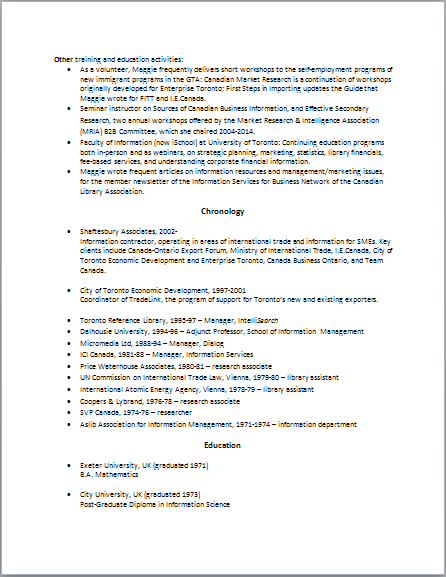 Other training and education activities:
• As a volunteer, Maggie frequently delivers short workshops to the self-employment programs of
new immigrant programs in the GTA: Canadian Market Research is a continuation of workshops
originally developed for Enterprise Toronto; First Steps in Importing updates the Guide that
Maggie wrote for FITT and I.E.Canada.
• Seminar instructor on Sources of Canadian Business Information, and Effective Secondary
Research, two annual workshops offered by the Market Research & Intelligence Association
(MRIA) B2B Committee, which she chaired 2004-2014.
• Faculty of Information (now iSchool) at University of Toronto: Continuing education programs
both in-person and as webinars, on strategic planning, marketing, statistics, library financials,
fee-based services, and understanding corporate financial information.
• Maggie wrote frequent articles on information resources and management/marketing issues,
for the member newsletter of the Information Services for Business Network of the Canadian
Library Association.
Chronology
• Shaftesbury Associates, 2002-
Information contractor, operating in areas of international trade and information for SMEs. Key
clients include Canada-Ontario Export Forum, Ministry of International Trade, I.E.Canada, City of
Toronto Economic Development and Enterprise Toronto, Canada Business Ontario, and Team
Canada.
• City of Toronto Economic Development, 1997-2001
Coordinator of TradeLink, the program of support for Toronto's new and existing exporters.
• Toronto Reference Library, 1995-97 – Manager, IntelliSearch
• Dalhousie University, 1994-96 – Adjunct Professor, School of Information Management
• Micromedia Ltd, 1988-94 – Manager, Dialog
• ICI Canada, 1981-88 – Manager, Information Services
• Price Waterhouse Associates, 1980-81 – research associate
• UN Commission on International Trade Law, Vienna, 1979-80 – library assistant
• International Atomic Energy Agency, Vienna, 1978-79 – library assistant
• Coopers & Lybrand, 1976-78 – research associate
• SVP Canada, 1974-76 – researcher
• Aslib Association for Information Management, 1971-1974 – information department
Education
• Exeter University, UK (graduated 1971)
B.A. Mathematics
• City University, UK (graduated 1973)
Post-Graduate Diploma in Information Science